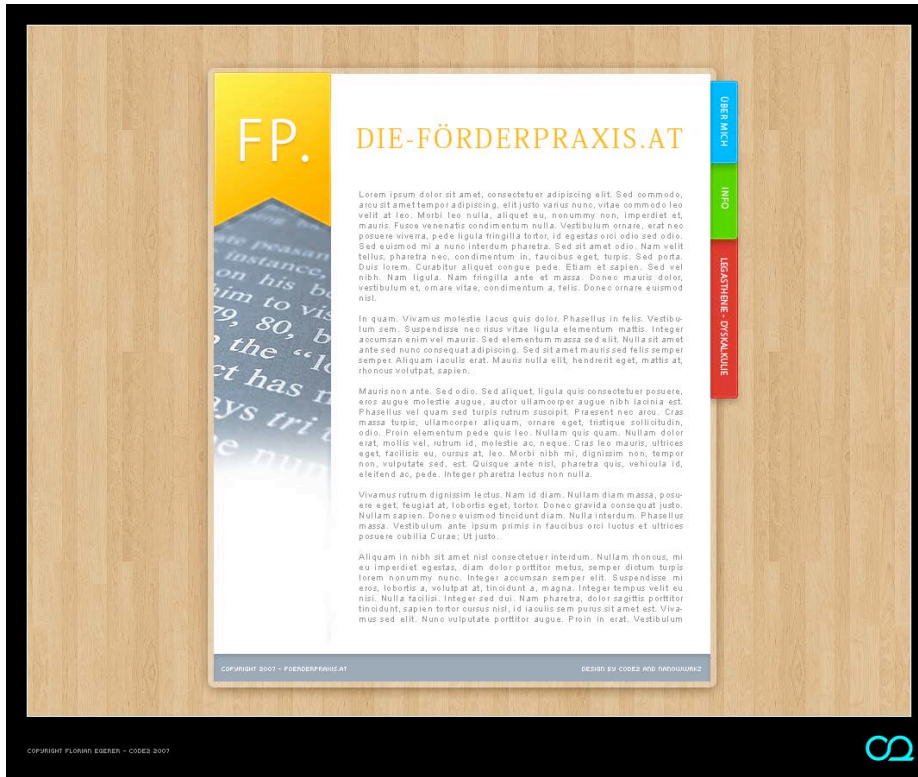 FP.
DIE-FÖRDERPRAXIS.AT
ÜBER MICH
INFO
LEGASTHENIE - DYSKALKULIE
Lorem ipsum dolor sit amet, consectetuer adipiscing elit. Sed commodo,
arcu sit amet tempor adipiscing, elit justo varius nunc, vitae commodo leo
velit at leo. Morbi leo nulla, aliquet eu, nonummy non, imperdiet et,
mauris. Fusce venenatis condimentum nulla. Vestibulum ornare, erat nec
posuere viverra, pede ligula fringilla tortor, id egestas orci odio sed odio.
Sed euismod mi a nunc interdum pharetra. Sed sit amet odio. Nam velit
tellus, pharetra nec, condimentum in, faucibus eget, turpis. Sed porta.
Duis lorem. Curabitur aliquet congue pede. Etiam et sapien. Sed vel
nibh. Nam ligula. Nam fringilla ante et massa. Donec mauris dolor,
vestibulum et, ornare vitae, condimentum a, felis. Donec ornare euismod
nisl.
In quam. Vivamus molestie lacus quis dolor. Phasellus in felis. Vestibu-
lum sem. Suspendisse nec risus vitae ligula elementum mattis. Integer
accumsan enim vel mauris. Sed elementum massa sed elit. Nulla sit amet
ante sed nunc consequat adipiscing. Sed sit amet mauris sed felis semper
semper. Aliquam iaculis erat. Mauris nulla elit, hendrerit eget, mattis at,
rhoncus volutpat, sapien.
Mauris non ante. Sed odio. Sed aliquet, ligula quis consectetuer posuere,
eros augue molestie augue, auctor ullamcorper augue nibh lacinia est.
Phasellus vel quam sed turpis rutrum suscipit. Praesent nec arcu. Cras
massa turpis, ullamcorper aliquam, ornare eget, tristique sollicitudin,
odio. Proin elementum pede quis leo. Nullam quis quam. Nullam dolor
erat, mollis vel, rutrum id, molestie ac, neque. Cras leo mauris, ultrices
eget, facilisis eu, cursus at, leo. Morbi nibh mi, dignissim non, tempor
non, vulputate sed, est. Quisque ante nisl, pharetra quis, vehicula id,
eleifend ac, pede. Integer pharetra lectus non nulla.
Vivamus rutrum dignissim lectus. Nam id diam. Nullam diam massa, posu-
ere eget, feugiat at, lobortis eget, tortor. Donec gravida consequat justo.
Nullam sapien. Donec euismod tincidunt diam. Nulla interdum. Phasellus
massa. Vestibulum ante ipsum primis in faucibus orci luctus et ultrices
posuere cubilia Curae; Ut justo.
Aliquam in nibh sit amet nisl consectetuer interdum. Nullam rhoncus, mi
eu imperdiet egestas, diam dolor porttitor metus, semper dictum turpis
lorem nonummy nunc. Integer accumsan semper elit. Suspendisse mi
eros, lobortis a, volutpat at, tincidunt a, magna. Integer tempus velit eu
nisi. Nulla facilisi. Integer sed dui. Nam pharetra, dolor sagittis porttitor
tincidunt, sapien tortor cursus nisl, id iaculis sem purus sit amet est. Viva-
mus sed elit. Nunc vulputate porttitor augue. Proin in erat. Vestibulum
instance,
on his
him to
79, 80,
the
ct has
ays tri
COPYRIGHT 2007 - FOERDERPRAXIS.AT
DESIGN BY CODE2 AND NANOWURKZ
COPYRIGHT FLORIAN EGERER - CODE2 2007